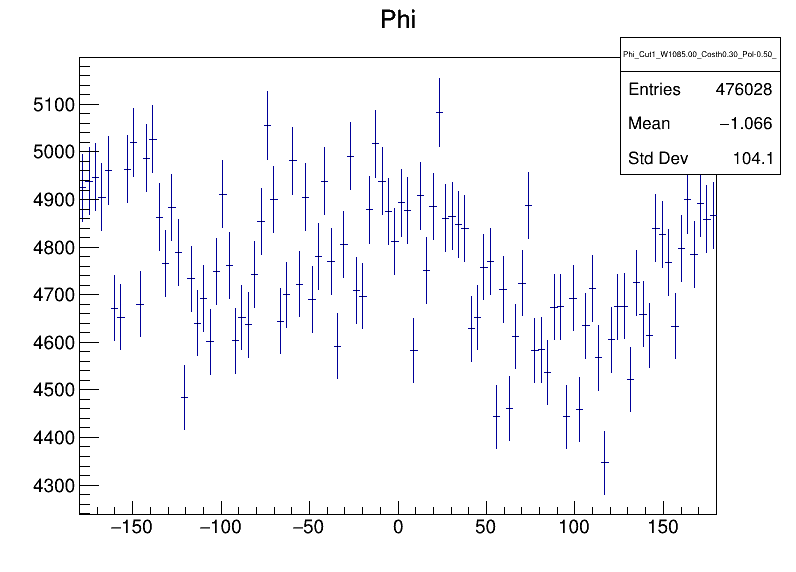 Phi
Phi_Cut1_W1085.00_Costh0.30_Pol-0.50_
Entries 476028
Mean −1.066
Std Dev 104.1
5100
5000
4900
4800
4700
4600
4500
4400
4300
−150 −100 −50 0 50 100 150